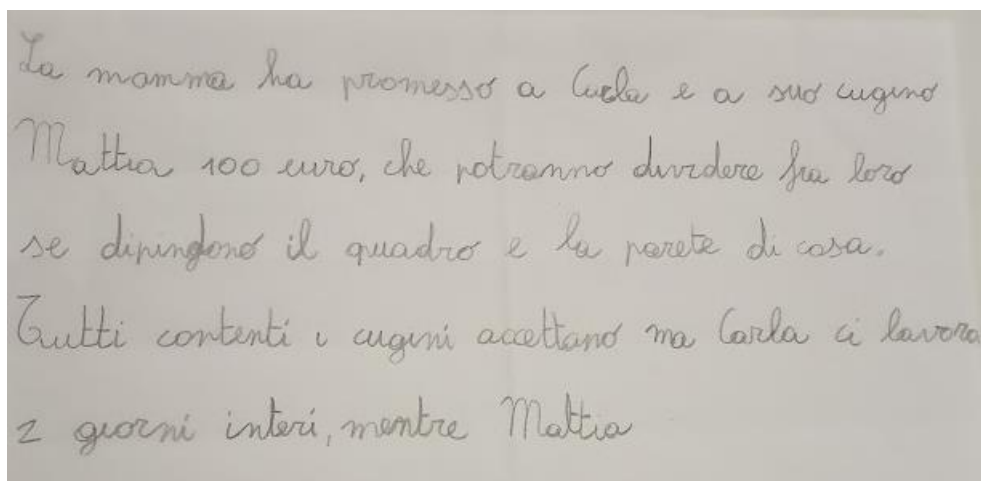 La mamma ha promesso a Carla e a suo cugino
Mattia 100 euro, che potranno dividere fra loro
se dipingono il quadro e la parete di casa.
Tutti contenti i cugini accettano ma Carla ci lavora
2 giorni interi, mentre Mattia